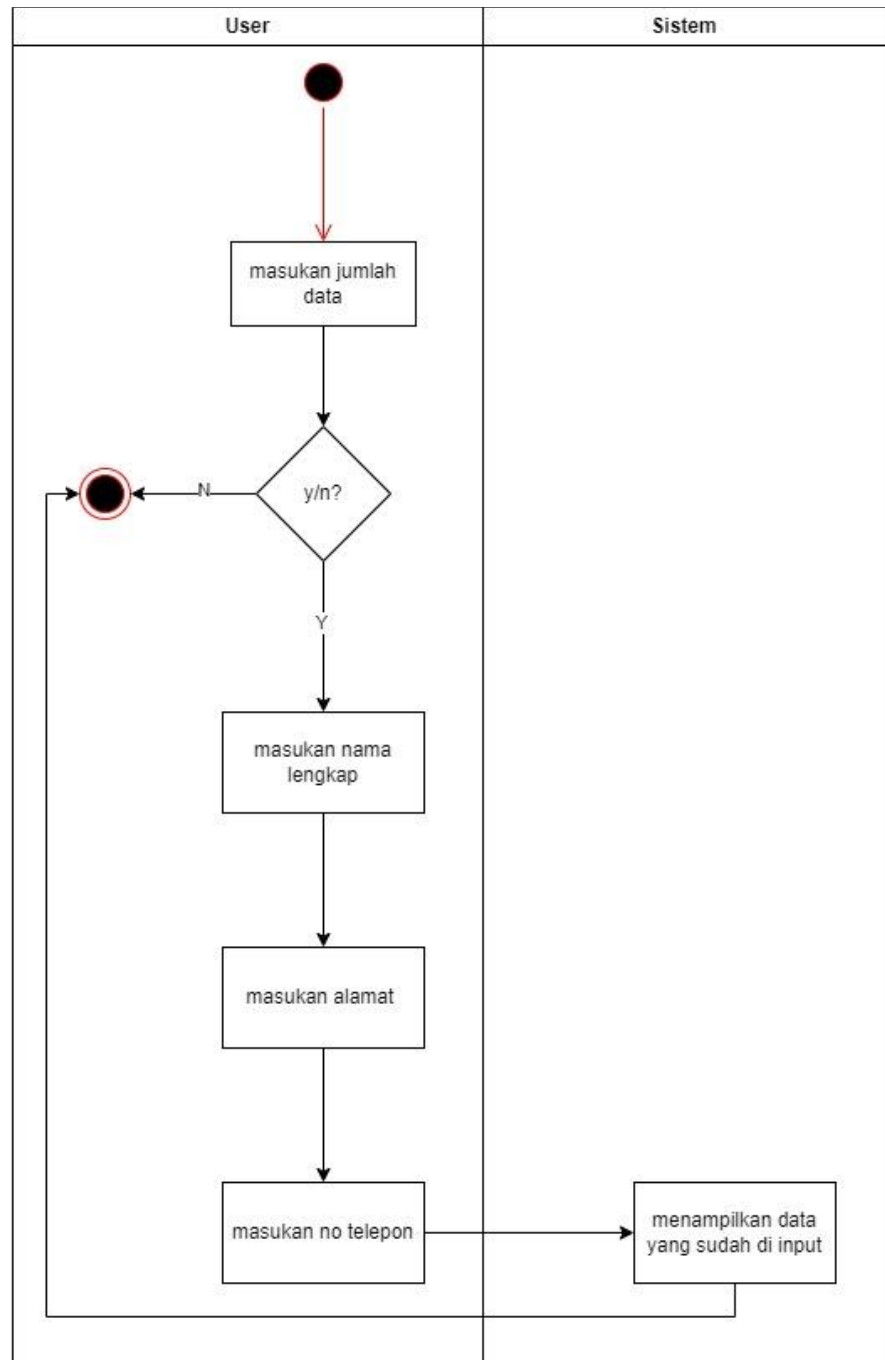 User
Sistem
masukan jumlah
data
y/n?
N
Y
masukan nama
lengkap
masukan alamat
masukan no telepon
menampilkan data
yang sudah di input